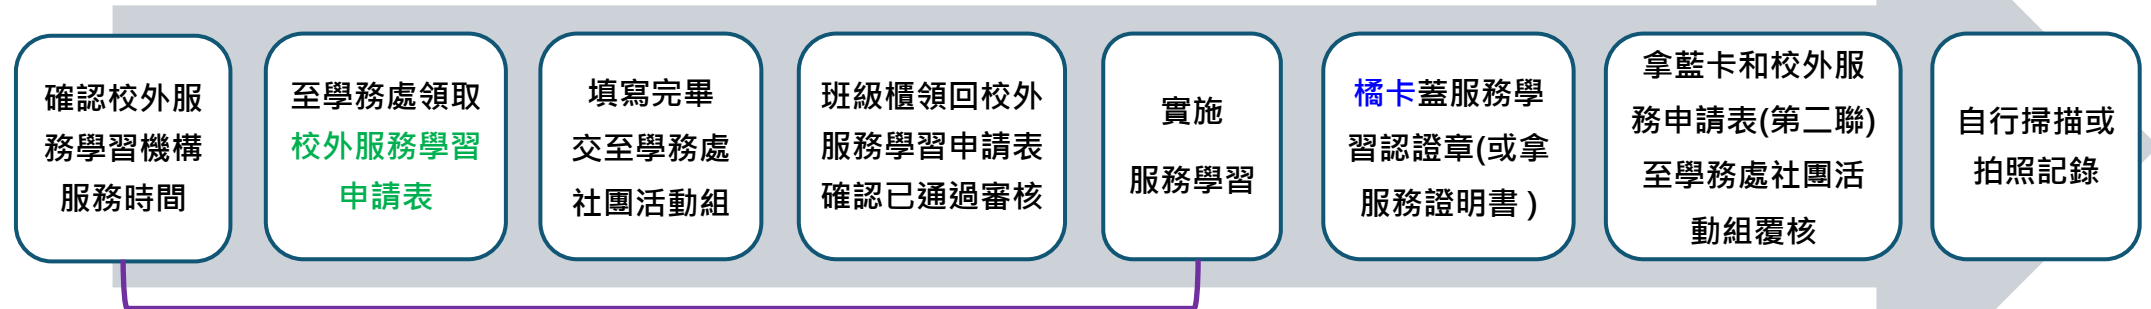 確認校外服
務學習機構
服務時間
至學務處領取
校外服務學習
申請表
填寫完畢
交至學務處
社團活動組
班級櫃領回校外
服務學習申請表
確認已通過審核
實施
服務學習
橘卡蓋服務學
習認證章(或拿
服務證明書)
拿藍卡和校外服
務申請表(第二聯)
至學務處社團活
動組覆核
自行掃描或
拍照記錄